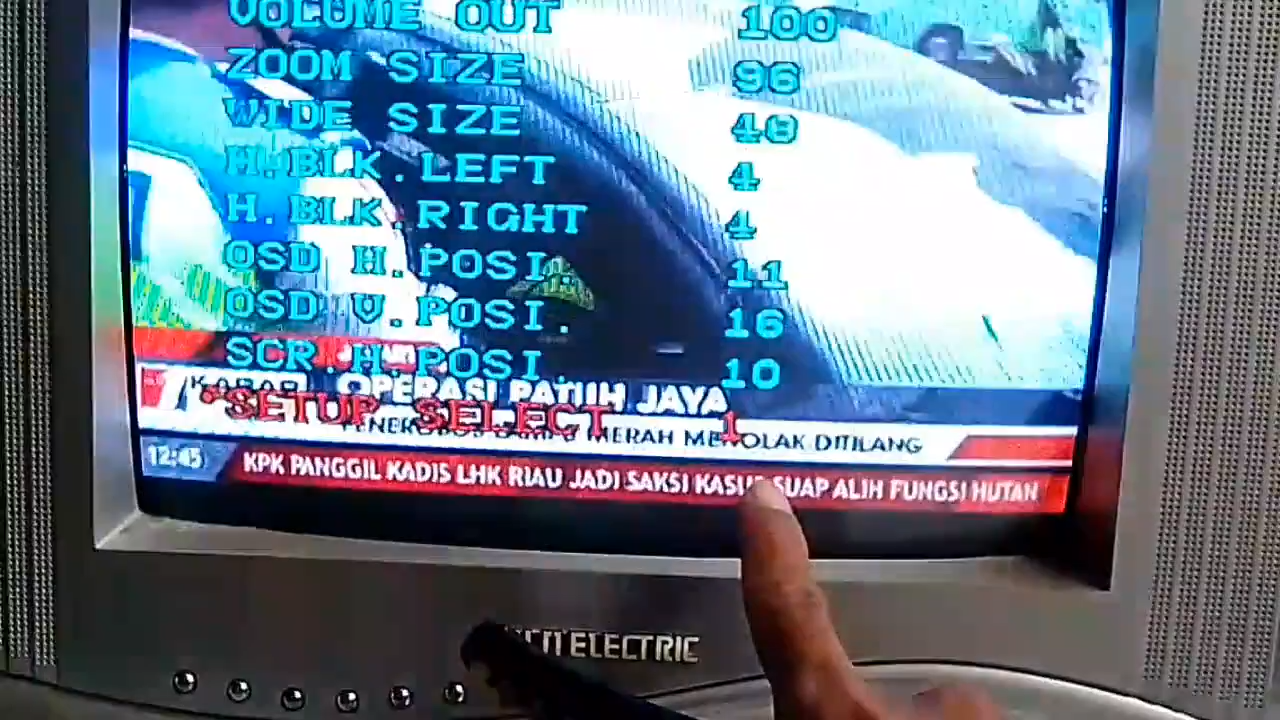 VOLUME OUT 100
ZOOM SIZE 96
WIDE SIZE 48
H.BLK.LEFT 4
H.BLK.RIGHT 4
OSD H.POSI. 11
OSD V.POSI. 16
SCR.H.POSI. 10
KABAR OPERASI PATUH JAYA
*SETUP SELECT 1
MERAH MENOLAK DITILANG
12:45 KPK PANGGIL KADIS LHK RIAU JADI SAKSI KASUS SUAP ALIH FUNGSI HUTAN
ELECTRIC